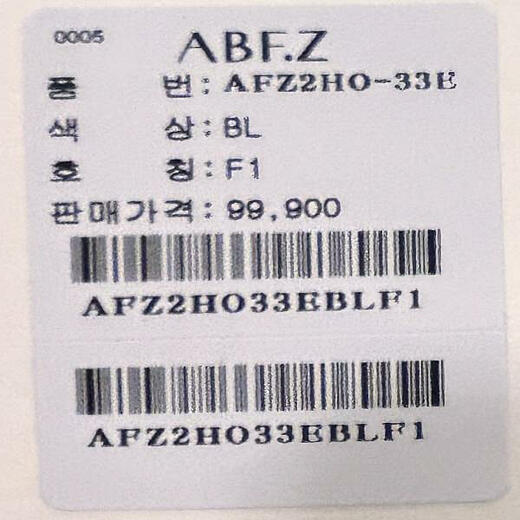 0005
ABF.Z
품 번 : AFZ2HO-33E
색 상 : BL
호 칭 : F1
판매가격 : 99,900
AFZ2HO33EBLF1
AFZ2HO33EBLF1